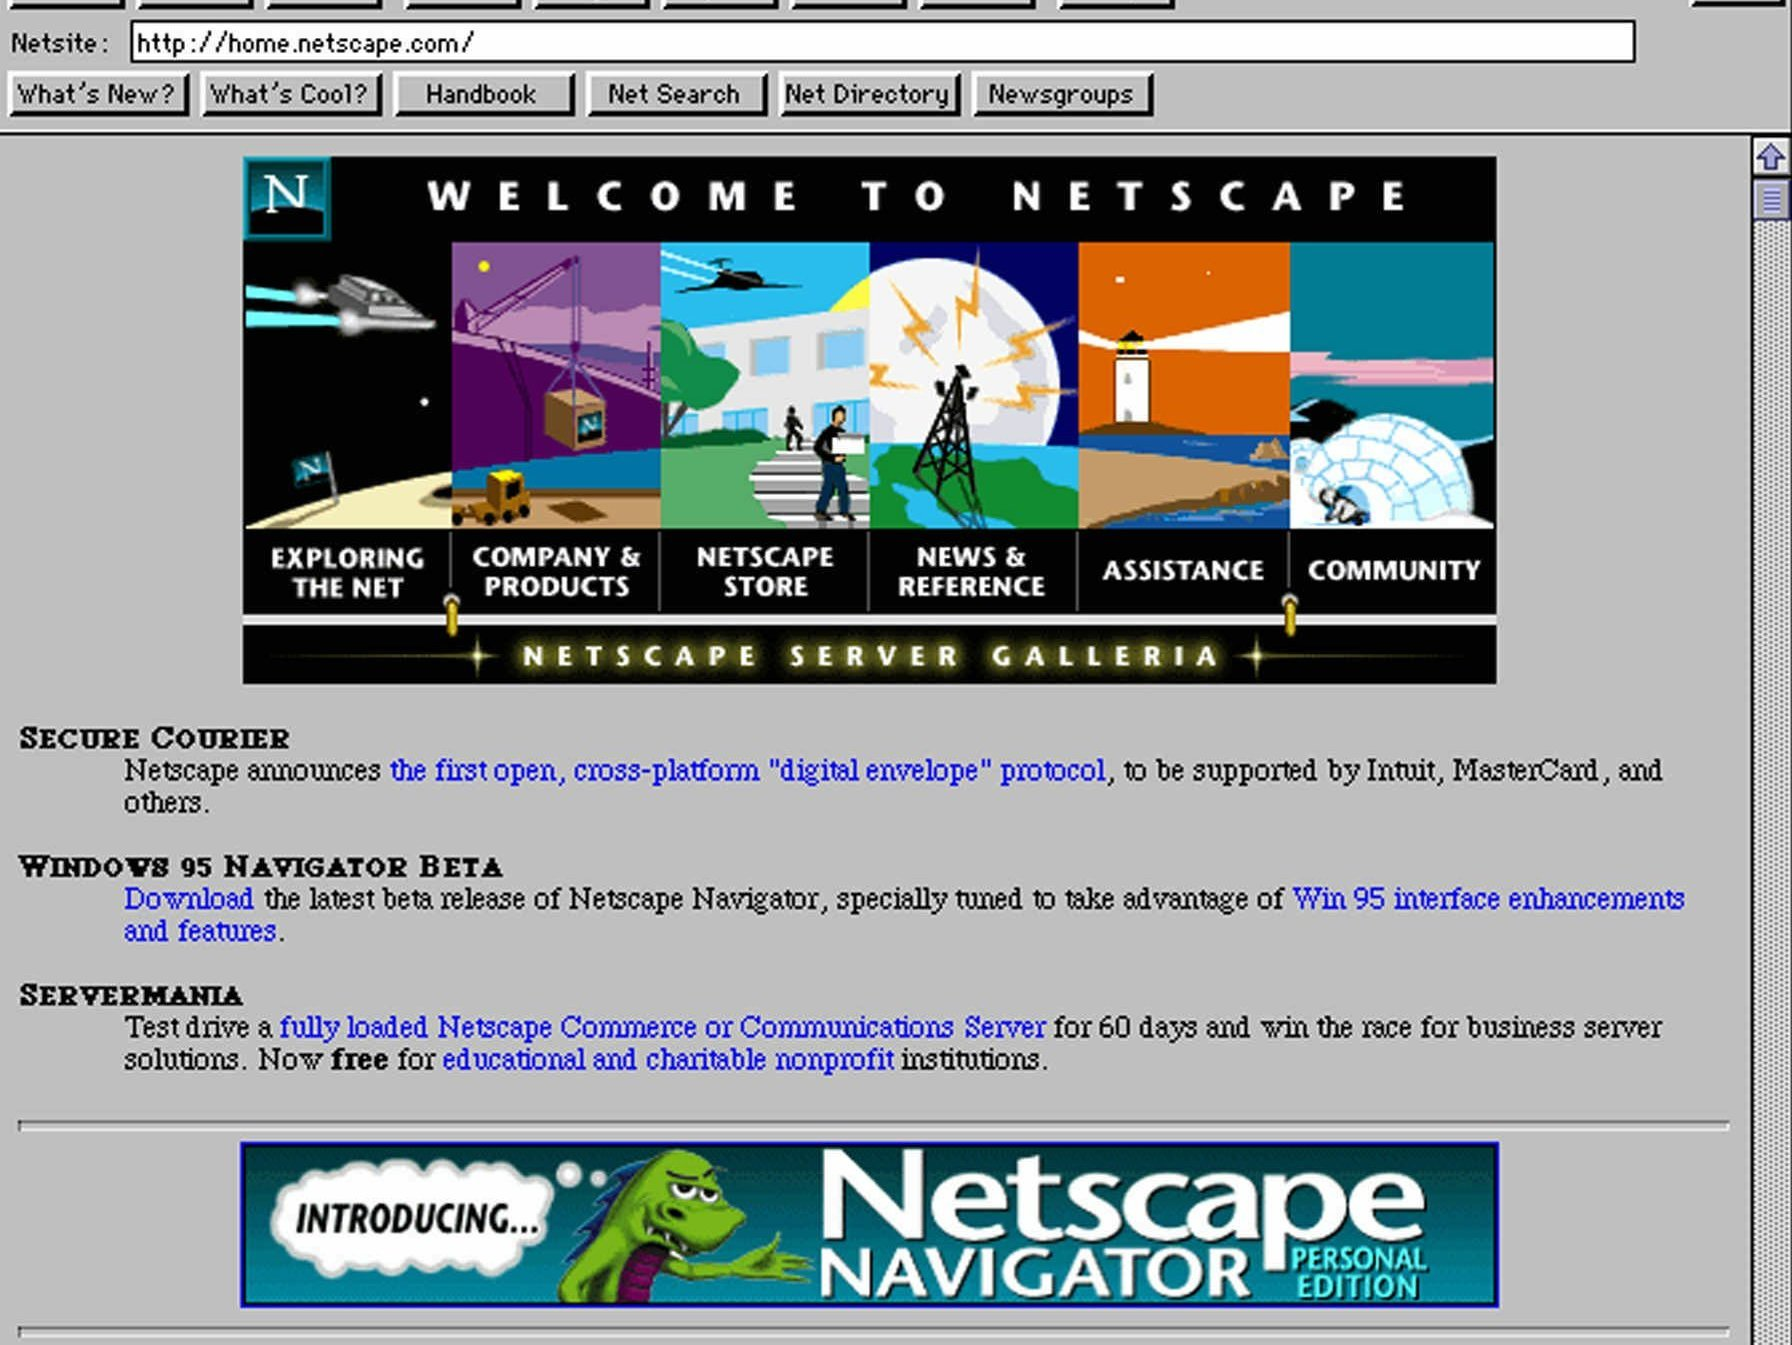 Netsite: http://home.netscape.com/
What's New? What's Cool? Handbook Net Search Net Directory Newsgroups
N WELCOME TO NETSCAPE
N
N
EXPLORING
THE NET
COMPANY &
PRODUCTS
NETSCAPE
STORE
NEWS &
REFERENCE
ASSISTANCE
COMMUNITY
NETSCAPE SERVER GALLERIA
SECURE COURIER
Netscape announces the first open, cross-platform "digital envelope" protocol, to be supported by Intuit, MasterCard, and
others.
WINDOWS 95 NAVIGATOR BETA
Download the latest beta release of Netscape Navigator, specially tuned to take advantage of Win 95 interface enhancements
and features.
SERVERMANIA
Test drive a fully loaded Netscape Commerce or Communications Server for 60 days and win the race for business server
solutions. Now free for educational and charitable nonprofit institutions.
INTRODUCING...
Netscape
NAVIGATOR
PERSONAL
EDITION